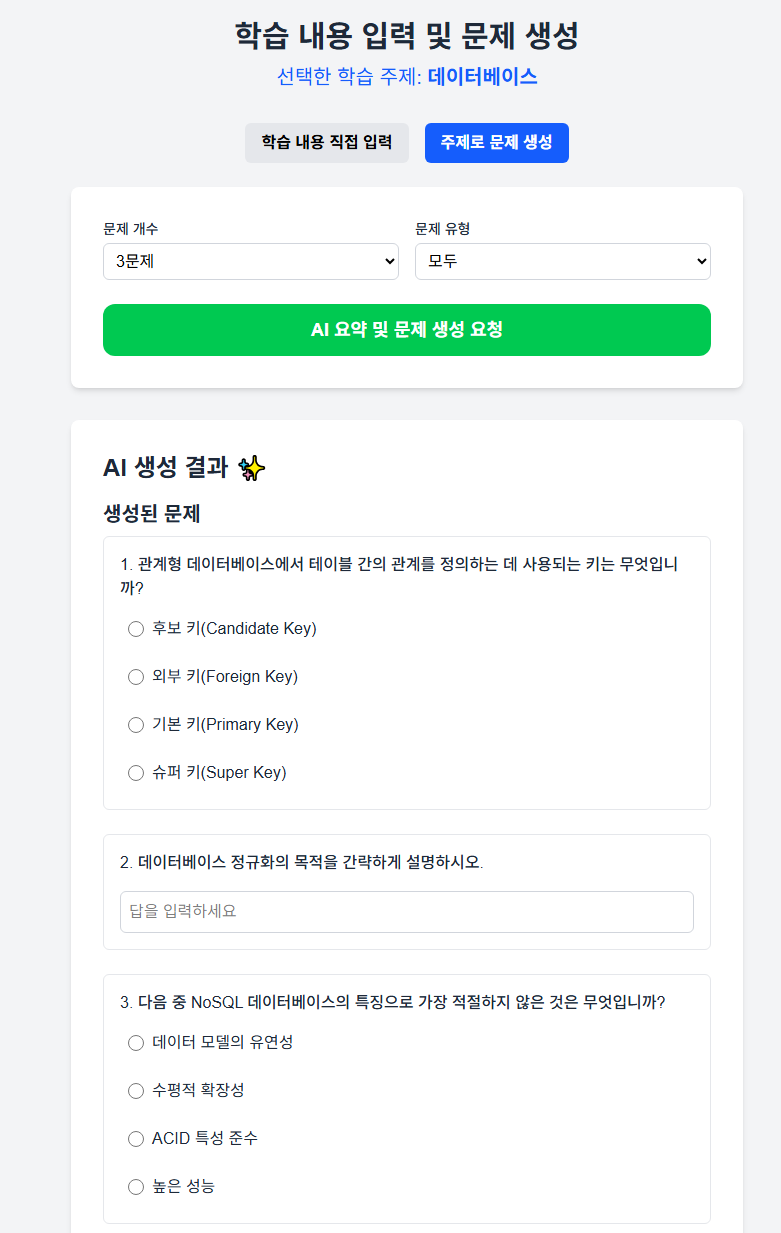 학습 내용 입력 및 문제 생성
선택한 학습 주제: 데이터베이스
학습 내용 직접 입력
주제로 문제 생성
문제 개수
문제 유형
3문제
모두
AI 요약 및 문제 생성 요청
AI 생성 결과 ✨
생성된 문제
1. 관계형 데이터베이스에서 테이블 간의 관계를 정의하는 데 사용되는 키는 무엇입니
까?
후보 키(Candidate Key)
외부 키(Foreign Key)
기본 키(Primary Key)
슈퍼 키(Super Key)
2. 데이터베이스 정규화의 목적을 간략하게 설명하시오.
답을 입력하세요
3. 다음 중 NoSQL 데이터베이스의 특징으로 가장 적절하지 않은 것은 무엇입니까?
데이터 모델의 유연성
수평적 확장성
ACID 특성 준수
높은 성능